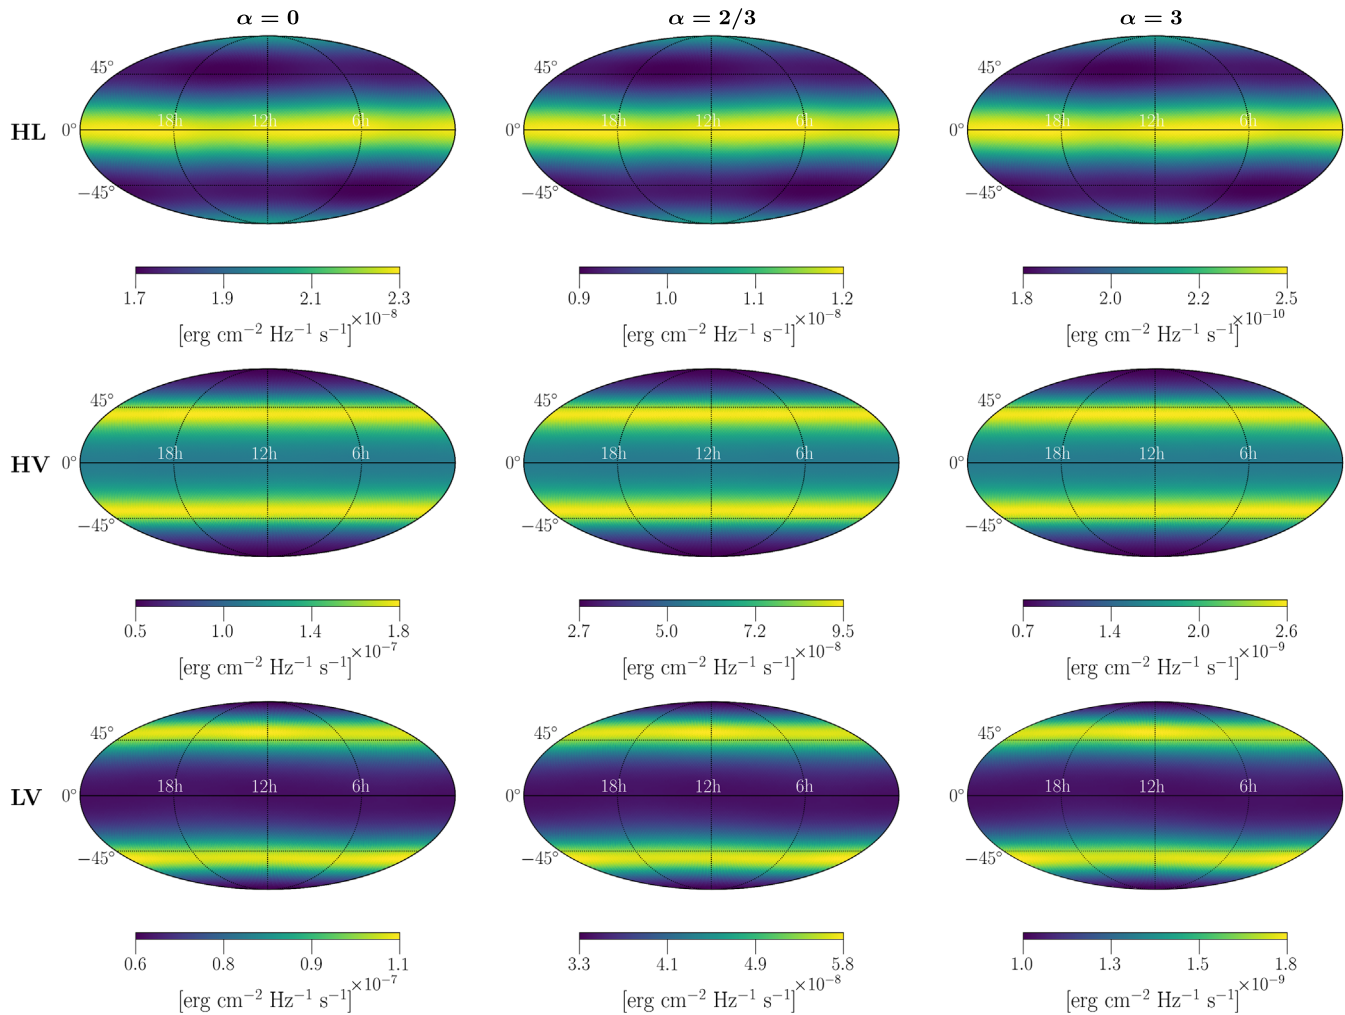 α = 0 α = 2/3 α = 3
45° 45° 45°
HL 0° 18h 12h 6h 0° 18h 12h 6h 0° 18h 12h 6h
−45° −45° −45°
1.7 1.9 2.1 2.3 0.9 1.0 1.1 1.2 1.8 2.0 2.2 2.5
×10−8 ×10−8 ×10−10
[erg cm−2 Hz−1 s−1] [erg cm−2 Hz−1 s−1] [erg cm−2 Hz−1 s−1]
45° 45° 45°
HV 0° 18h 12h 6h 0° 18h 12h 6h 0° 18h 12h 6h
−45° −45° −45°
0.5 1.0 1.4 1.8 2.7 5.0 7.2 9.5 0.7 1.4 2.0 2.6
×10−7 ×10−8 ×10−9
[erg cm−2 Hz−1 s−1] [erg cm−2 Hz−1 s−1] [erg cm−2 Hz−1 s−1]
45° 45° 45°
LV 0° 18h 12h 6h 0° 18h 12h 6h 0° 18h 12h 6h
−45° −45° −45°
0.6 0.8 0.9 1.1 3.3 4.1 4.9 5.8 1.0 1.3 1.5 1.8
×10−7 ×10−8 ×10−9
[erg cm−2 Hz−1 s−1] [erg cm−2 Hz−1 s−1] [erg cm−2 Hz−1 s−1]